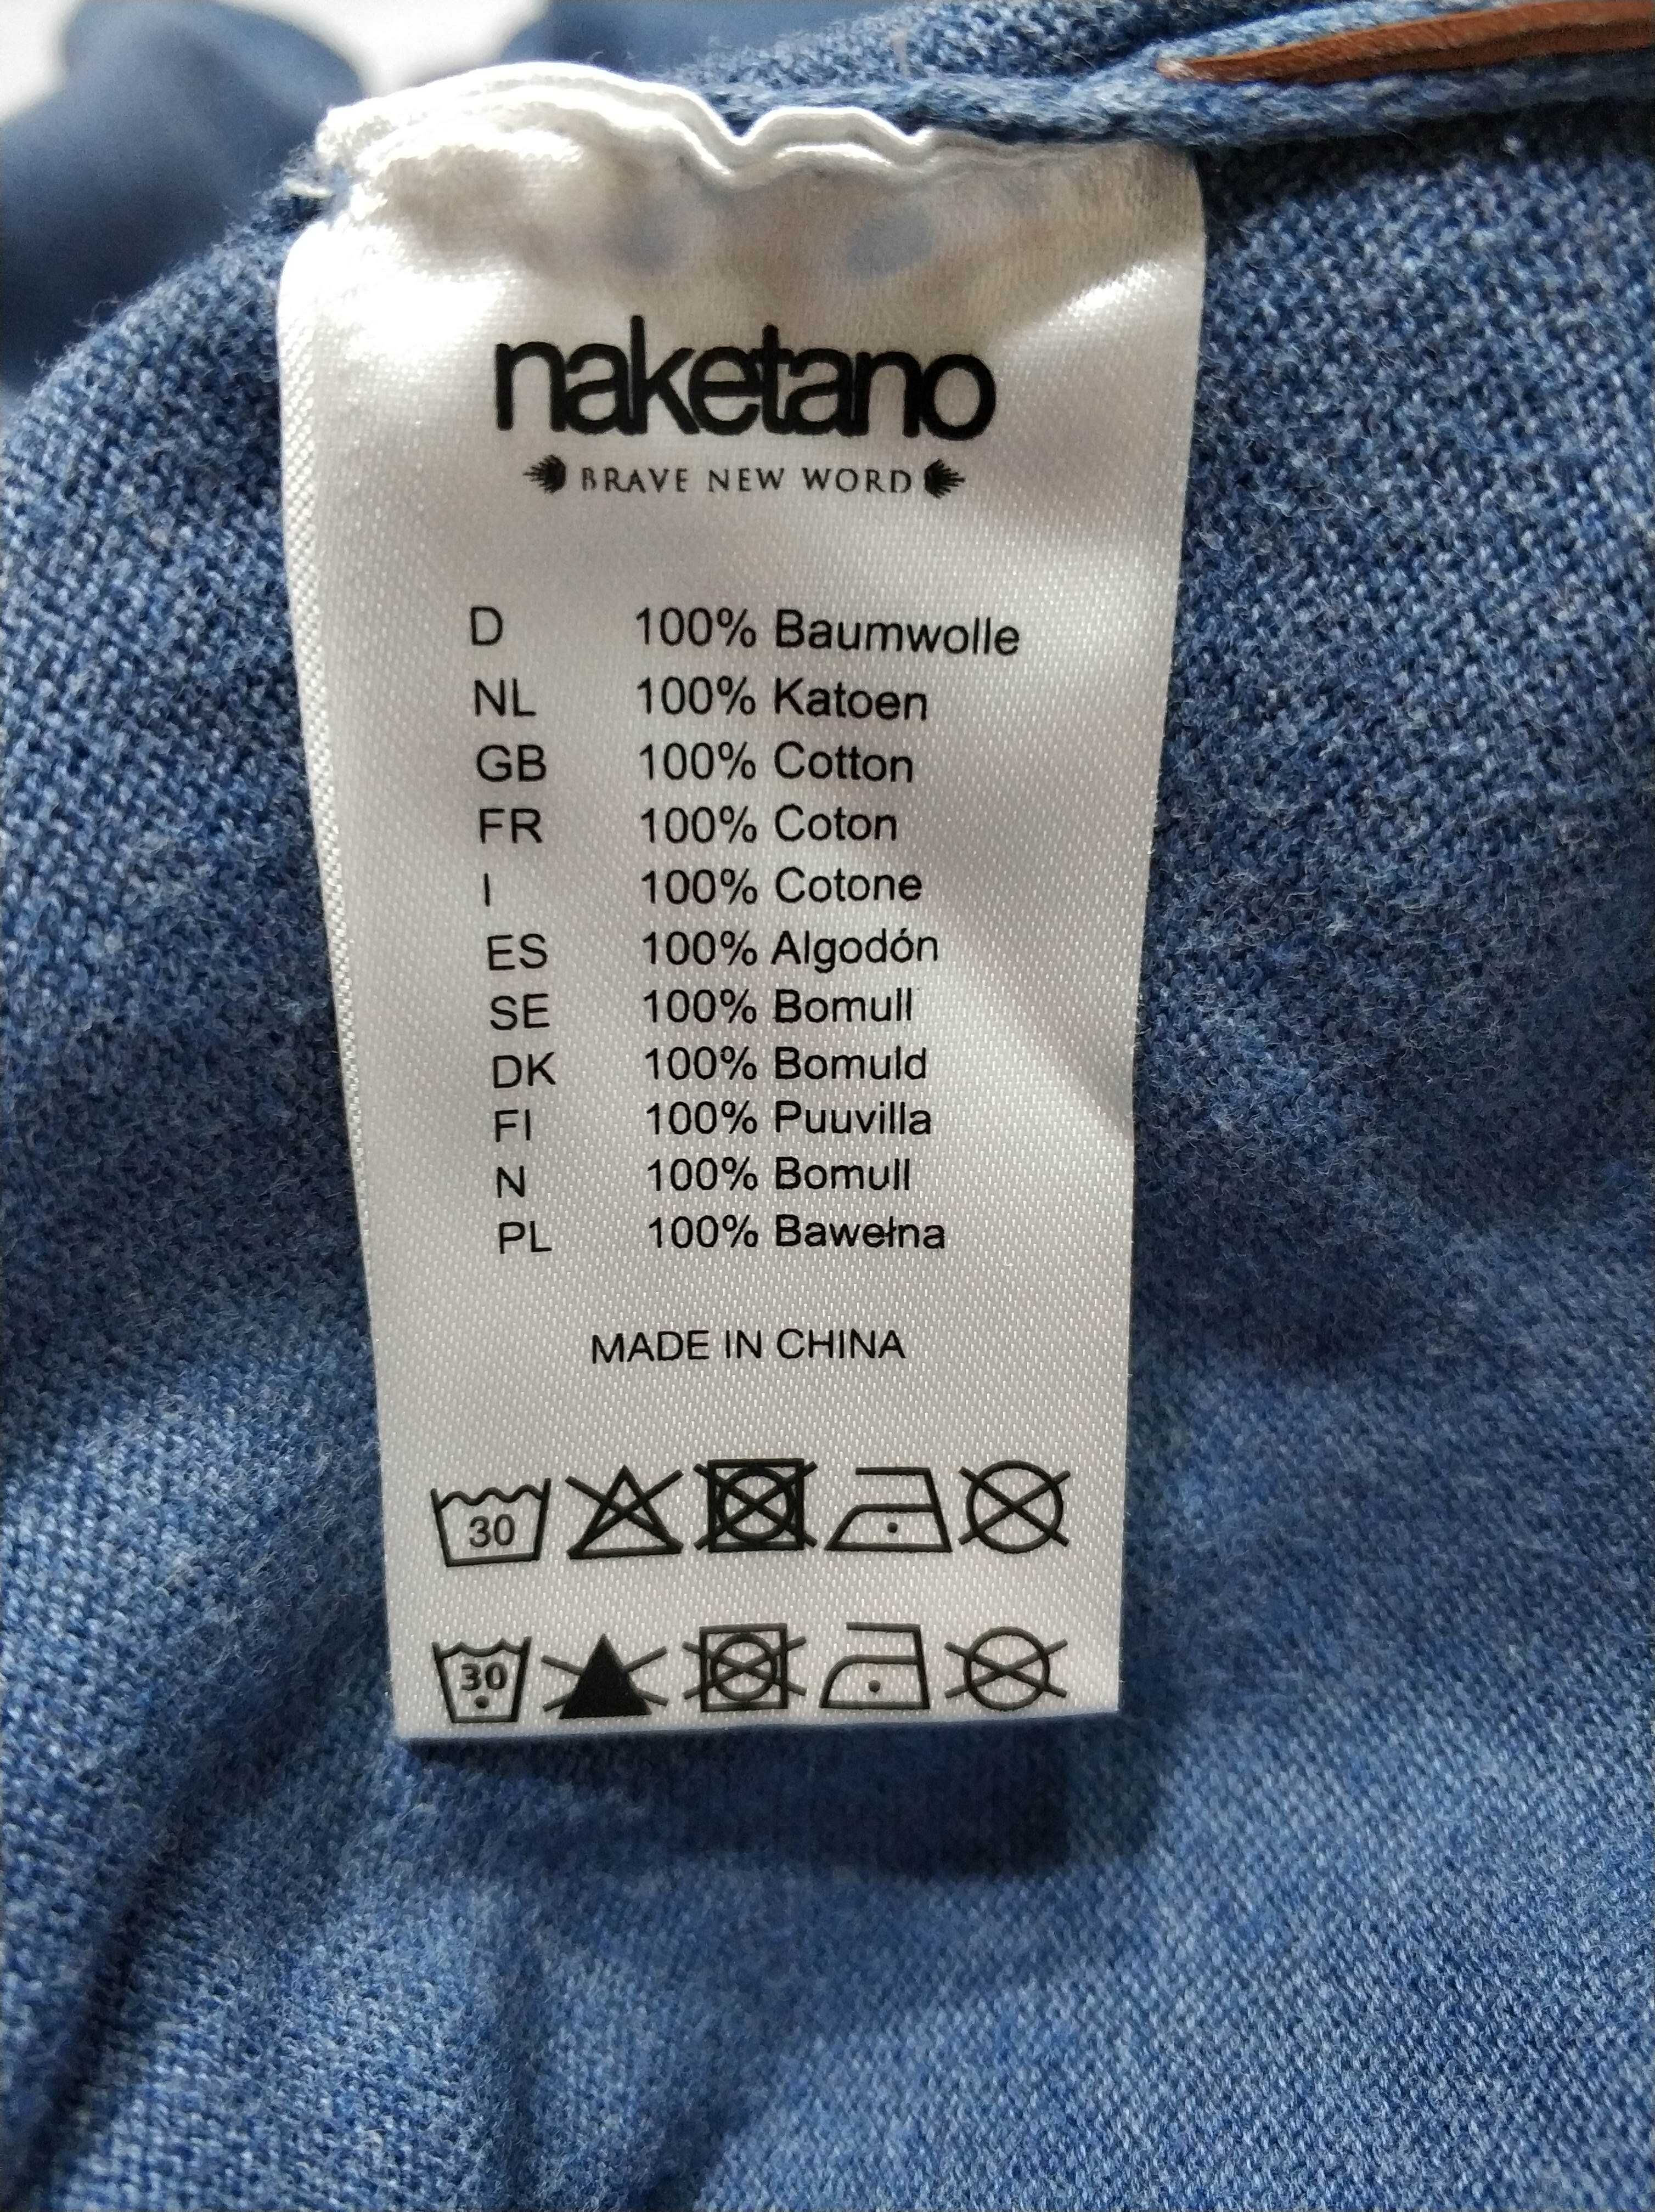 naketano
BRAVE NEW WORD
D 100% Baumwolle
NL 100% Katoen
GB 100% Cotton
FR 100% Coton
I 100% Cotone
ES 100% Algodón
SE 100% Bomull
DK 100% Bomuld
FI 100% Puuvilla
N 100% Bomull
PL 100% Bawełna
MADE IN CHINA
30
30